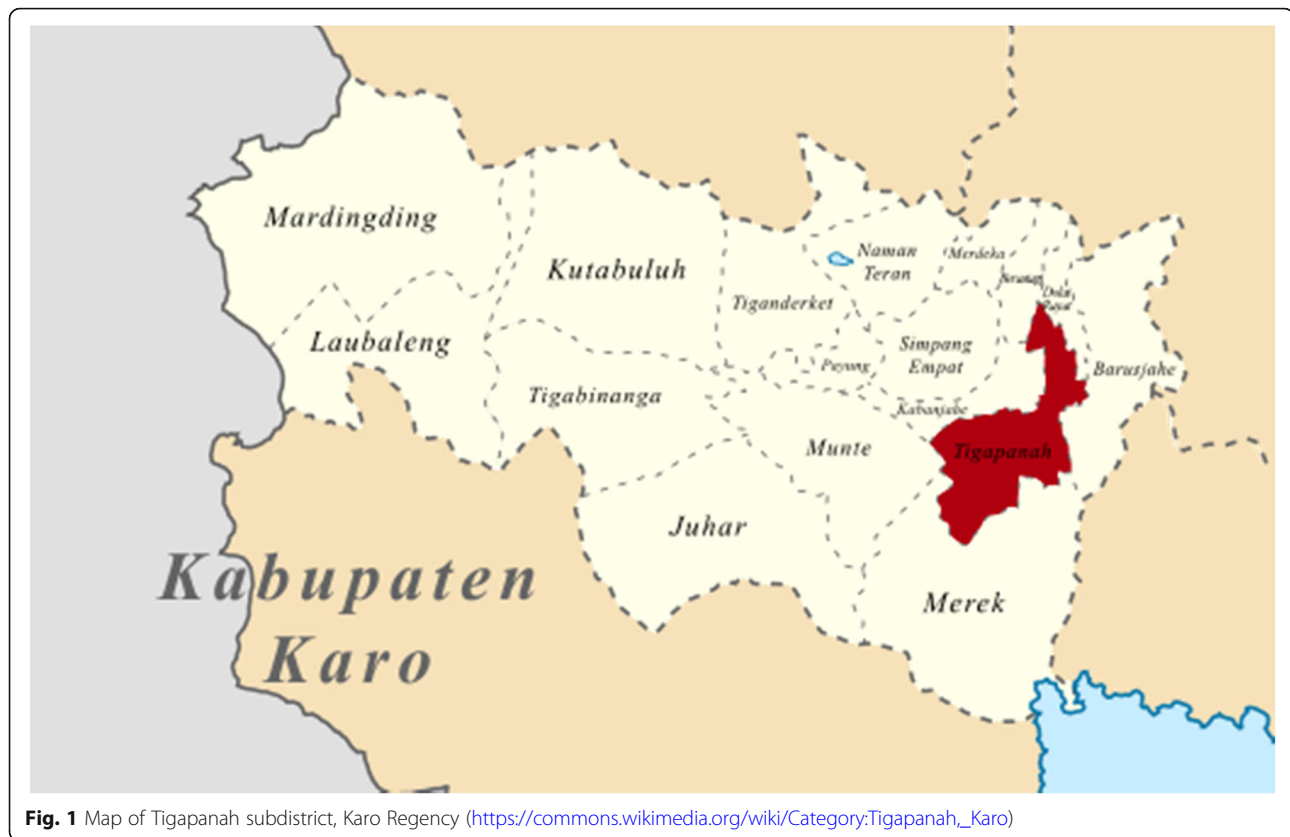 Mardingding
Kutabuluh
Naman
Teran
Merdeka
Tiganderket
Laubaleng
Simpang
Empat
Payung
Barusjahe
Tigabinanga
Kabanjahe
Munte
Tigapanah
Juhar
Merek
Kabupaten
Karo
Fig. 1 Map of Tigapanah subdistrict, Karo Regency (https://commons.wikimedia.org/wiki/Category:Tigapanah,_Karo)